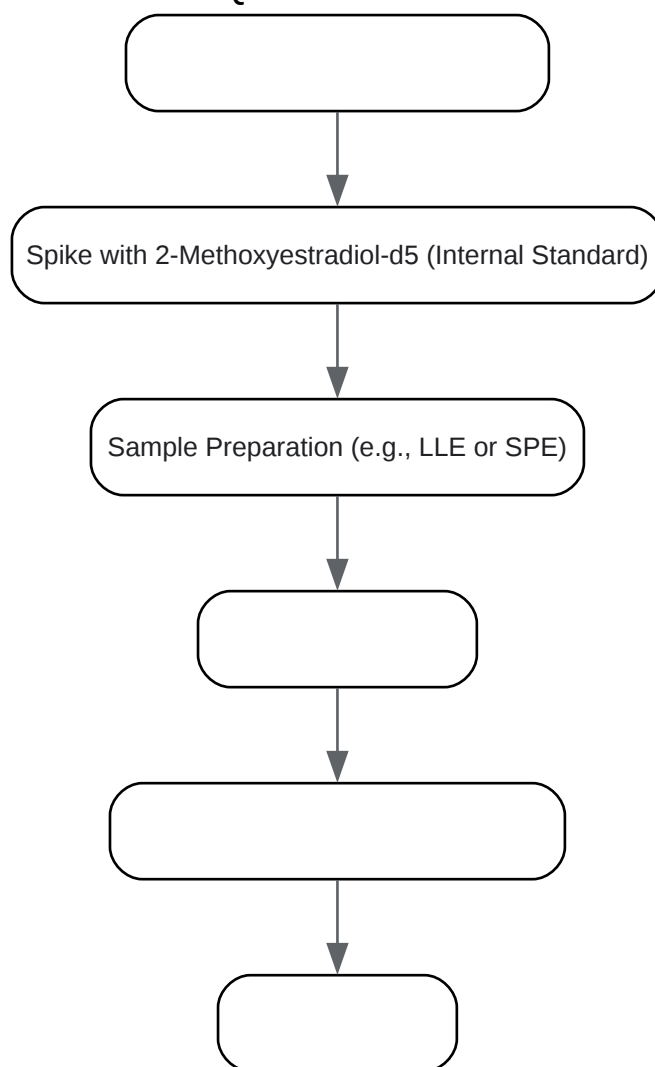 Spike with 2-Methoxyestradiol-d5 (Internal Standard)
Sample Preparation (e.g., LLE or SPE)